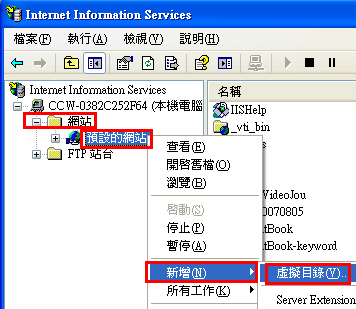 Internet Information Services
檔案(F) 執行(A) 檢視(V) 說明(H)
Internet Information Services
CCW-0382C252F64 (本機電腦
網站
預設的網站
FTP 站台
名稱
IISHelp
_vti_bin
s
VideoJou
0070805
tBook
tBook-keyword
查看(E)
開啓舊檔(O)
瀏覽(B)
啓動(S)
停止(P)
暫停(A)
新增(N)
所有工作(K)
虛擬目錄(V)...
Server Extension